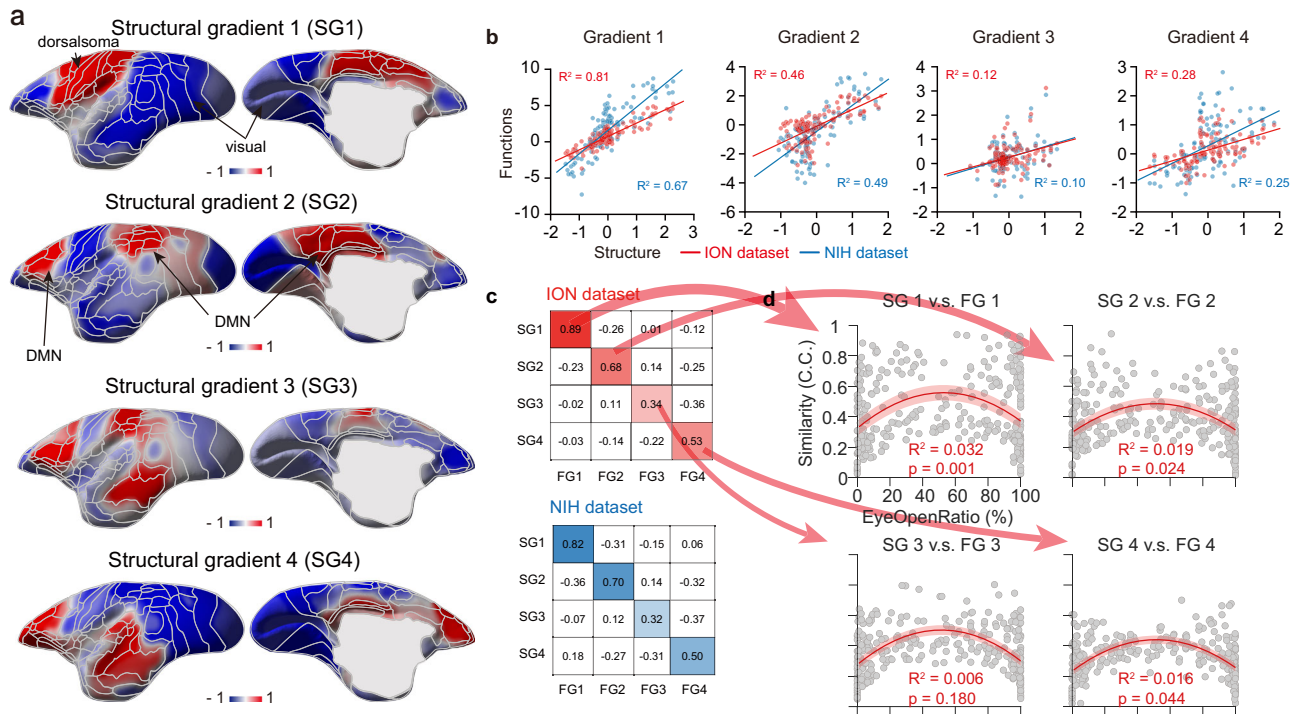 a
Structural gradient 1 (SG1)
dorsalsoma
visual
- 1 1
Structural gradient 2 (SG2)
DMN
DMN
- 1 1
Structural gradient 3 (SG3)
- 1 1
Structural gradient 4 (SG4)
- 1 1
b
Gradient 1 Gradient 2 Gradient 3 Gradient 4
Functions
10
5
0
-5
-10
R² = 0.81
R² = 0.67
-2 -1 0 1 2 3
4
2
0
-2
-4
-6
R² = 0.46
R² = 0.49
-2 -1 0 1 2
4
3
2
1
0
-1
-2
R² = 0.12
R² = 0.10
-2 -1 0 1 2
3
2
1
0
-1
-2
R² = 0.28
R² = 0.25
-2 -1 0 1 2
Structure ION dataset NIH dataset
c
ION dataset
SG1 0.89 -0.26 0.01 -0.12
SG2 -0.23 0.68 0.14 -0.25
SG3 -0.02 0.11 0.34 -0.36
SG4 -0.03 -0.14 -0.22 0.53
FG1 FG2 FG3 FG4
NIH dataset
SG1 0.82 -0.31 -0.15 0.06
SG2 -0.36 0.70 0.14 -0.32
SG3 -0.07 0.12 0.32 -0.37
SG4 0.18 -0.27 -0.31 0.50
FG1 FG2 FG3 FG4
d
SG 1 v.s. FG 1
Similarity (C.C.)
1
0.8
0.6
0.4
0.2
0
R² = 0.032
p = 0.001
0 20 40 60 80 100
EyeOpenRatio (%)
SG 2 v.s. FG 2
R² = 0.019
p = 0.024
SG 3 v.s. FG 3
R² = 0.006
p = 0.180
SG 4 v.s. FG 4
R² = 0.016
p = 0.044